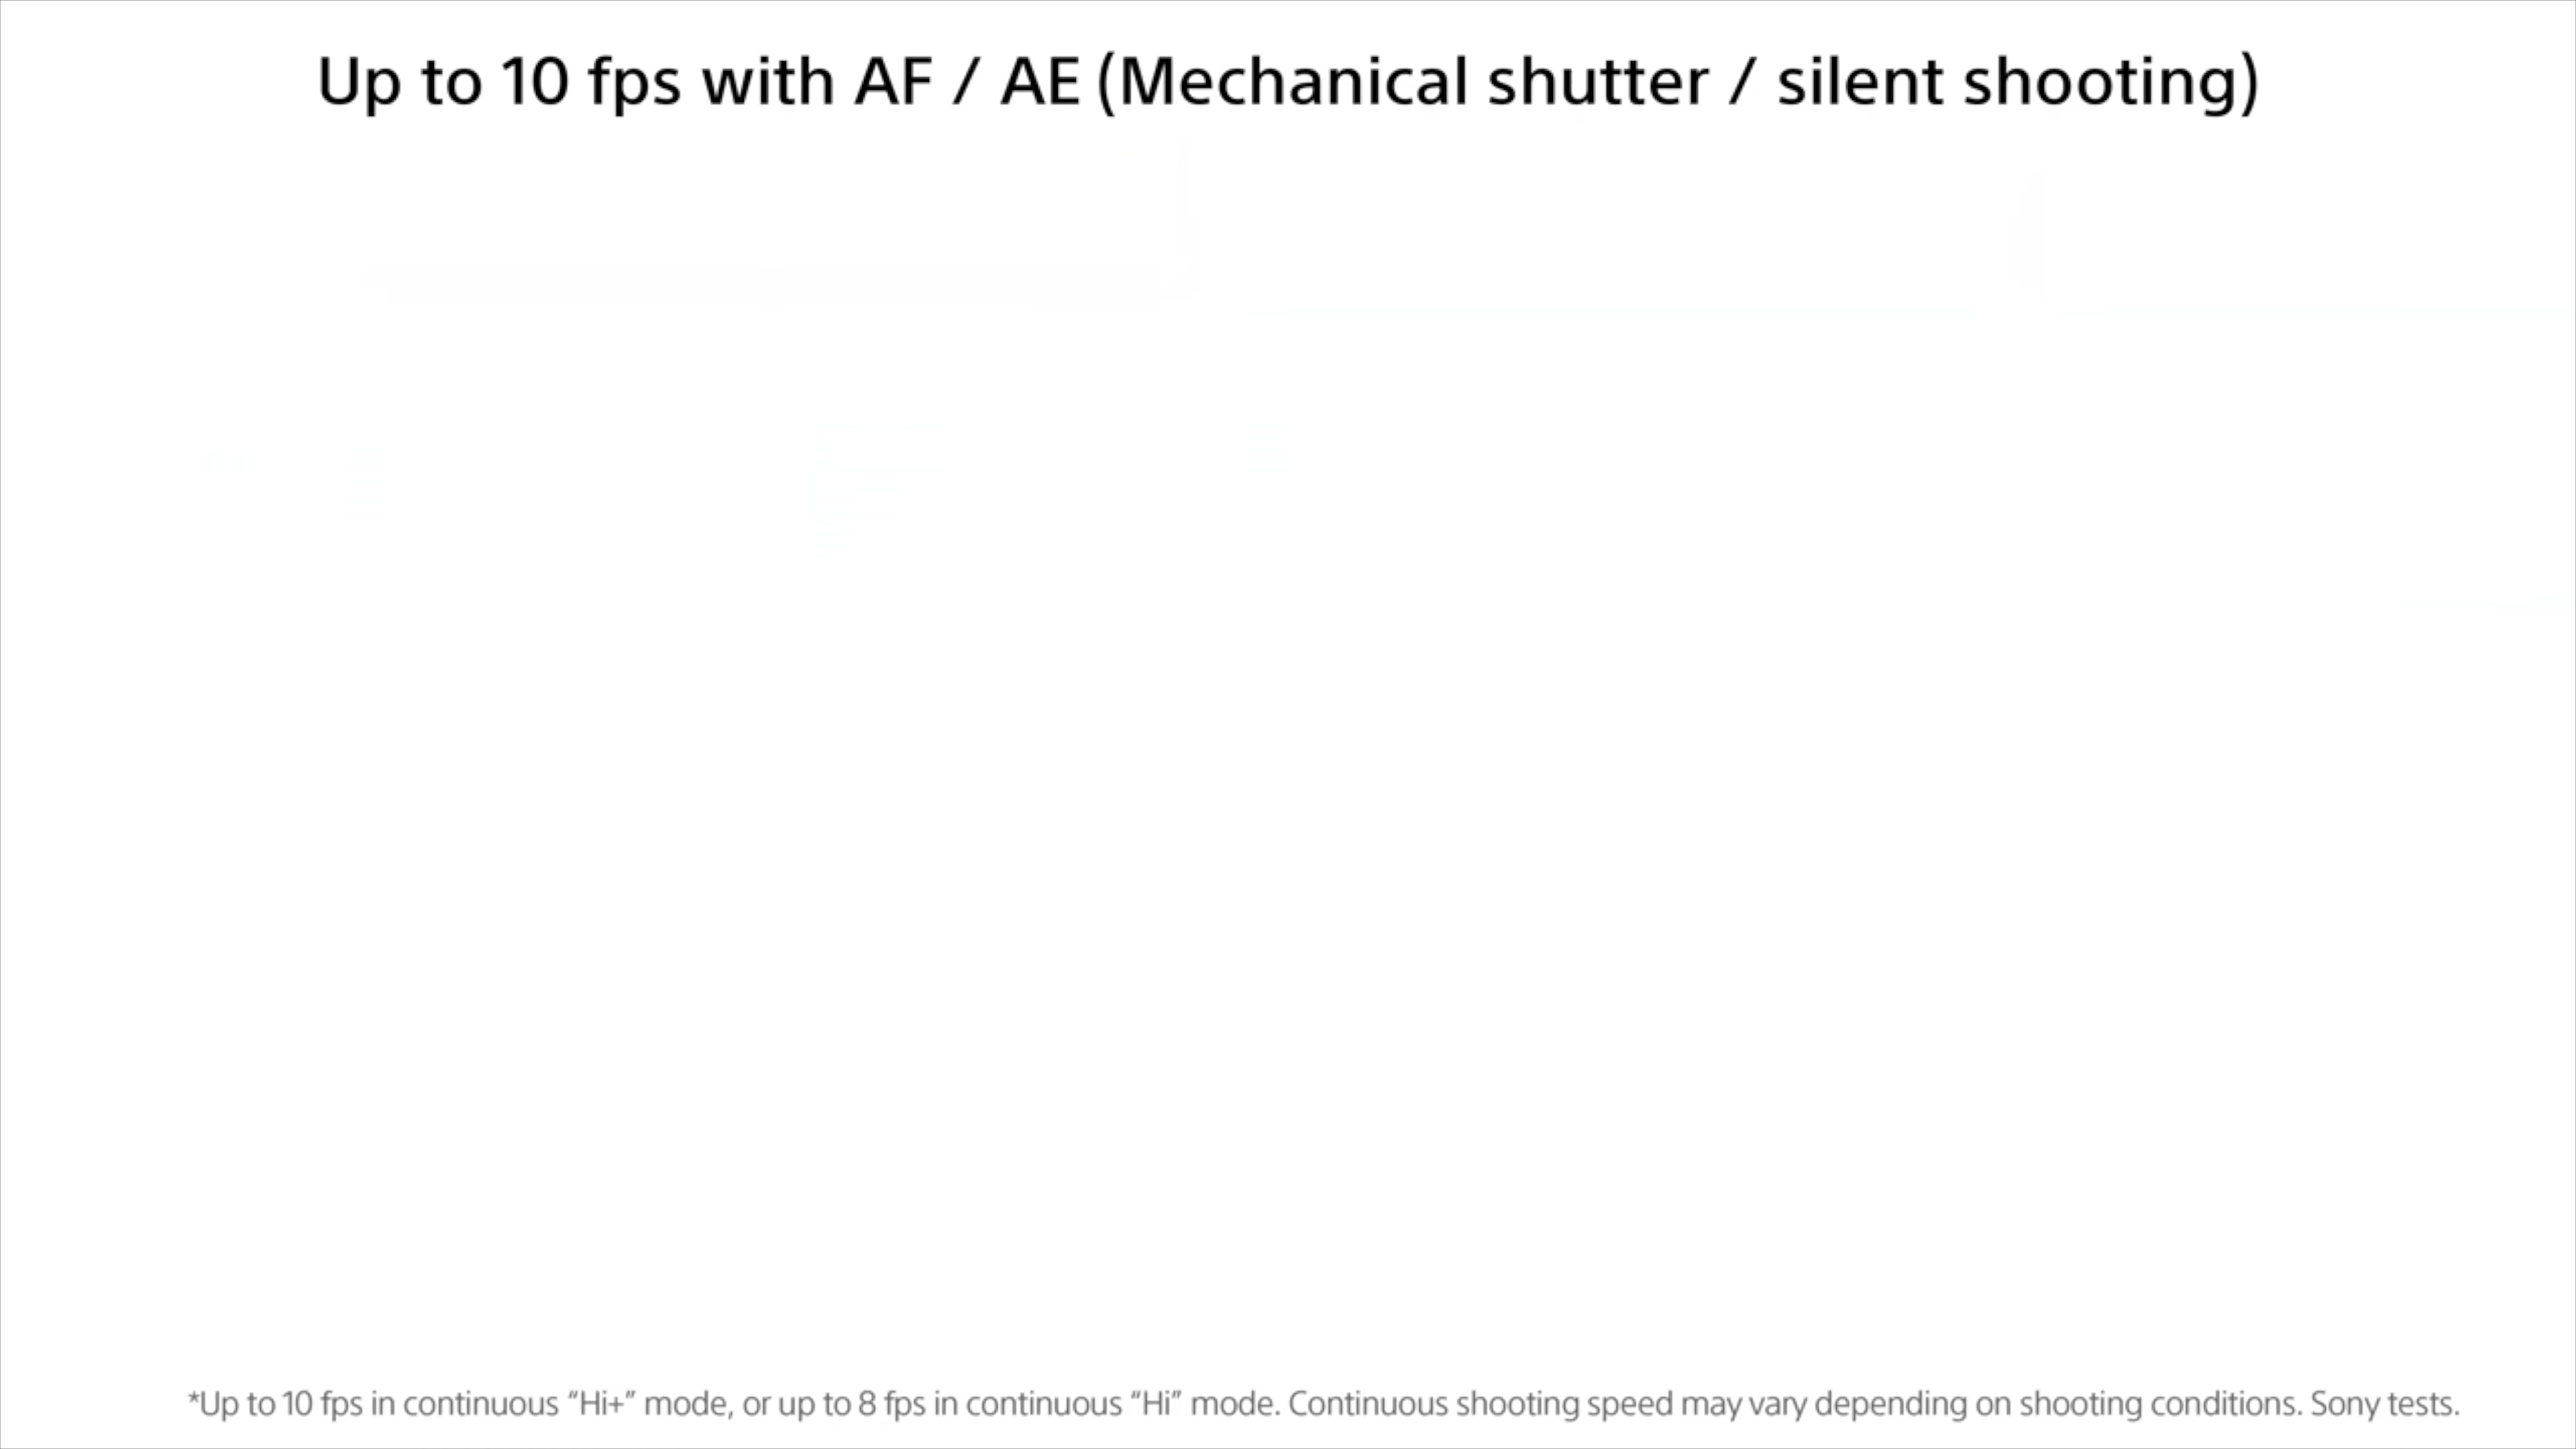 Up to 10 fps with AF / AE (Mechanical shutter / silent shooting)
*Up to 10 fps in continuous “Hi+” mode, or up to 8 fps in continuous “Hi” mode. Continuous shooting speed may vary depending on shooting conditions. Sony tests.